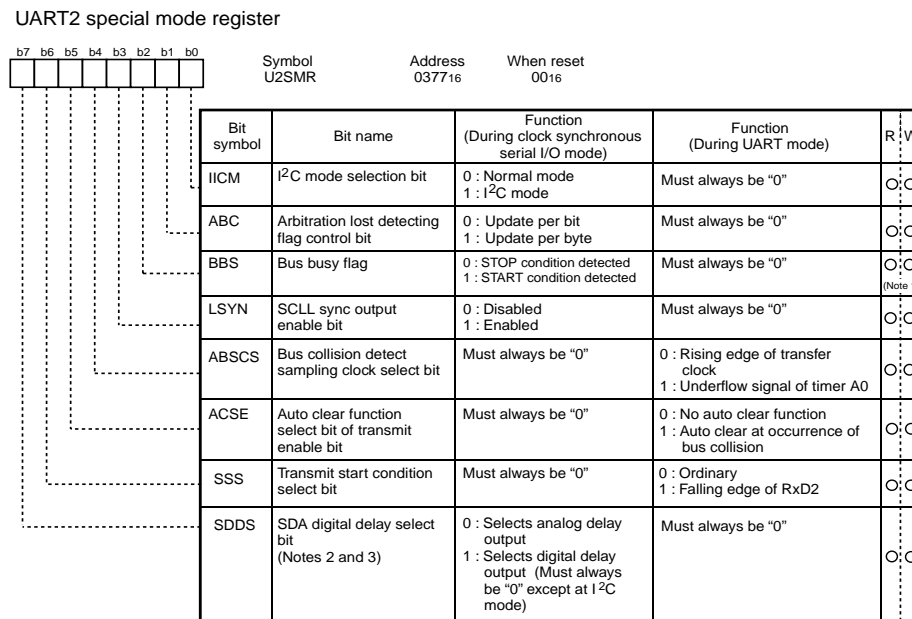 UART2 special mode register
b7 b6 b5 b4 b3 b2 b1 b0
Symbol Address When reset
U2SMR 037716 0016
Bit symbol Bit name Function (During clock synchronous serial I/O mode) Function (During UART mode) R W
IICM I2C mode selection bit 0 : Normal mode Must always be “0”
1 : I2C mode
ABC Arbitration lost detecting 0 : Update per bit Must always be “0”
flag control bit 1 : Update per byte
BBS Bus busy flag 0 : STOP condition detected Must always be “0”
1 : START condition detected
(Note
LSYN SCLL sync output 0 : Disabled Must always be “0”
enable bit 1 : Enabled
ABSCS Bus collision detect Must always be “0” 0 : Rising edge of transfer
sampling clock select bit clock
1 : Underflow signal of timer A0
ACSE Auto clear function Must always be “0” 0 : No auto clear function
select bit of transmit 1 : Auto clear at occurrence of
enable bit bus collision
SSS Transmit start condition Must always be “0” 0 : Ordinary
select bit 1 : Falling edge of RxD2
SDDS SDA digital delay select 0 : Selects analog delay Must always be “0”
bit output
(Notes 2 and 3) 1 : Selects digital delay
output (Must always
be “0” except at I2C
mode)